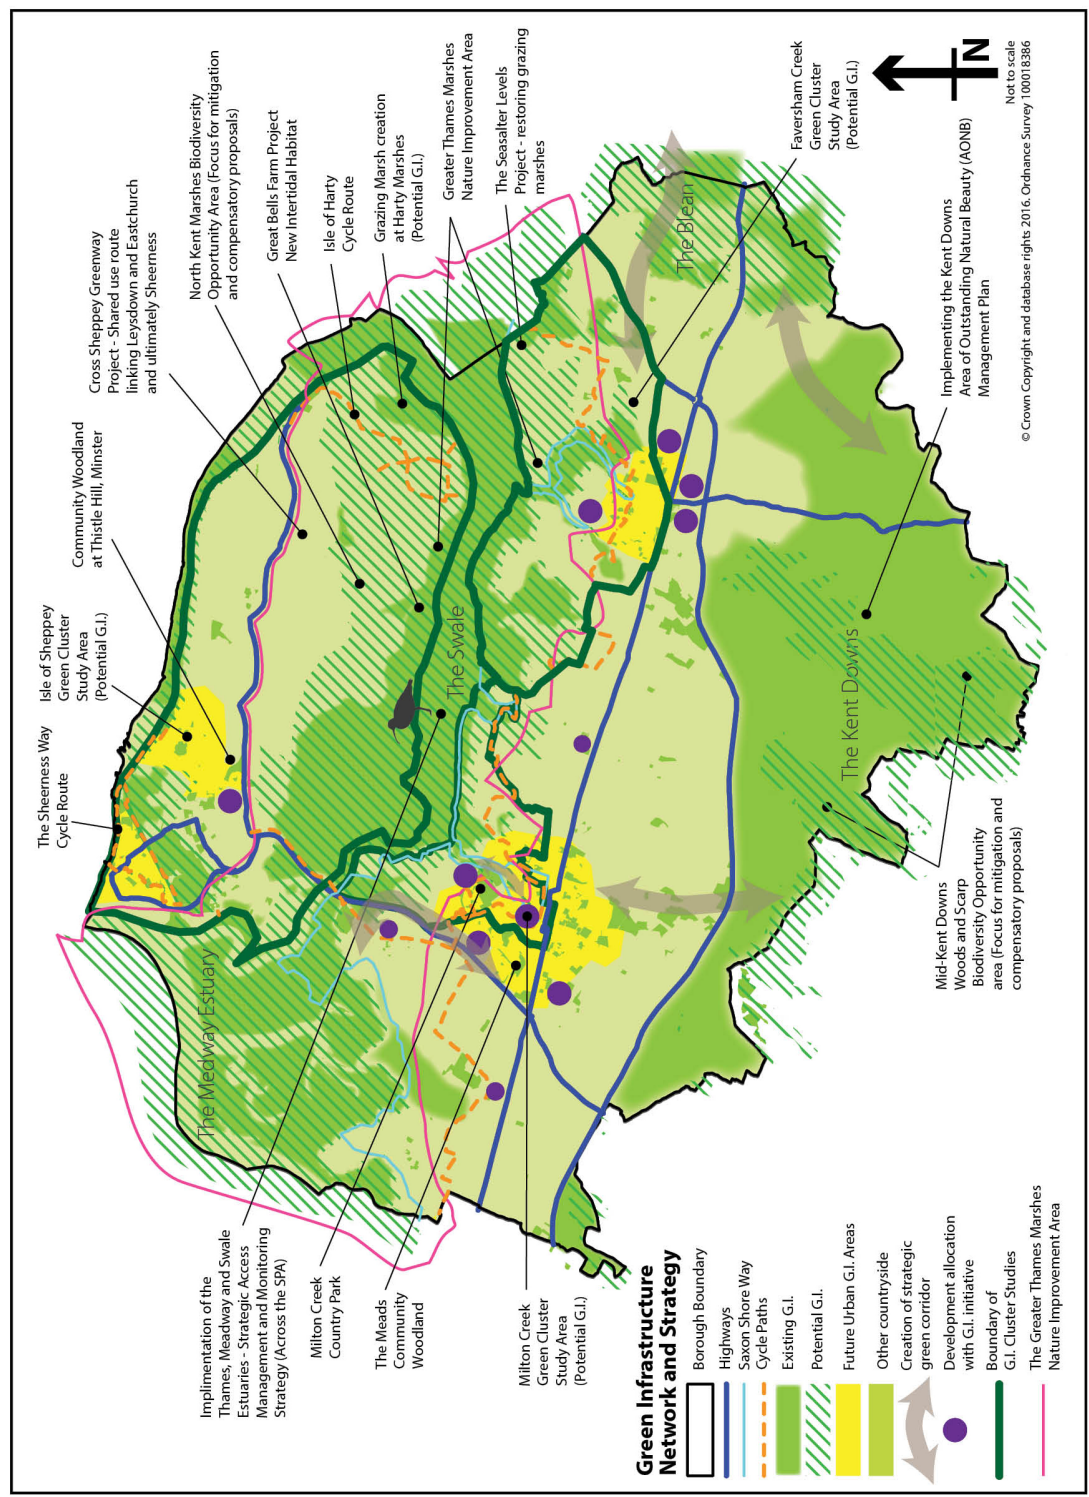 The Sheerness Way
Cycle Route
Isle of Sheppey
Green Cluster
Study Area
(Potential G.I.)
Community Woodland
at Thistle Hill, Minster
Cross Sheppey Greenway
Project - Shared use route
linking Leysdown and Eastchurch
and ultimately Sheerness
North Kent Marshes Biodiversity
Opportunity Area (Focus for mitigation
and compensatory proposals)
Great Bells Farm Project
New Intertidal Habitat
Isle of Harty
Cycle Route
Grazing Marsh creation
at Harty Marshes
(Potential G.I.)
Greater Thames Marshes
Nature Improvement Area
The Seasalter Levels
Project - restoring grazing
marshes
Faversham Creek
Green Cluster
Study Area
(Potential G.I.)
N
Not to scale
© Crown Copyright and database rights 2016. Ordnance Survey 100018386
Implementing the Kent Downs
Area of Outstanding Natural Beauty (AONB)
Management Plan
The Medway Estuary
The Swale
The Blean
The Kent Downs
Implimentation of the
Thames, Meadway and Swale
Estuaries - Strategic Access
Management and Monitoring
Strategy (Across the SPA)
Milton Creek
Country Park
The Meads
Community
Woodland
Milton Creek
Green Cluster
Study Area
(Potential G.I.)
Mid-Kent Downs
Woods and Scarp
Biodiversity Opportunity
area (Focus for mitigation and
compensatory proposals)
Green Infrastructure
Network and Strategy
Borough Boundary
Highways
Saxon Shore Way
Cycle Paths
Existing G.I.
Potential G.I.
Future Urban G.I. Areas
Other countryside
Creation of strategic
green corridor
Development allocation
with G.I. initiative
Boundary of
G.I. Cluster Studies
The Greater Thames Marshes
Nature Improvement Area